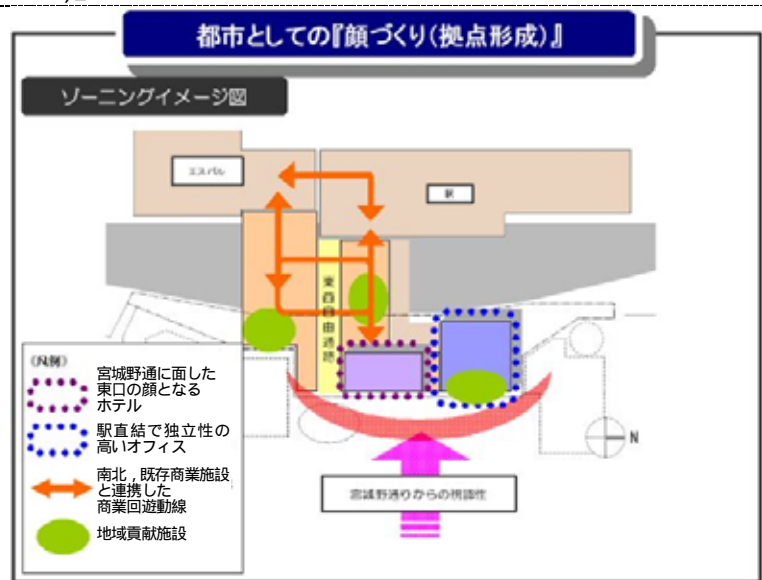 都市としての『顔づくり(拠点形成)』
ゾーニングイメージ図
エスパル
駅
東西自由通路
(凡例)
宮城野通に面した
東口の顔となる
ホテル
駅直結で独立性の
高いオフィス
南北,既存商業施設
と連携した
商業回遊動線
地域貢献施設
N
宮城野通りからの視認性